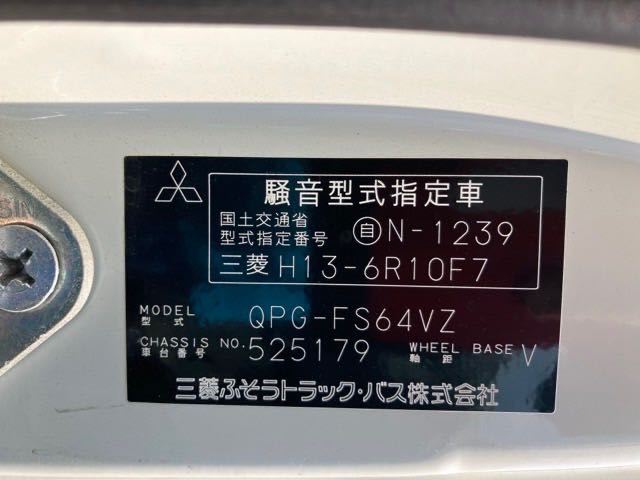 SIN
騒音型式指定車
国土交通省
型式指定番号 自N-1239
三菱 H13-6R10F7
MODEL
型式 QPG-FS64VZ
CHASSIS NO. 525179 WHEEL BASE V
車台番号 軸距
三菱ふそうトラック・バス株式会社